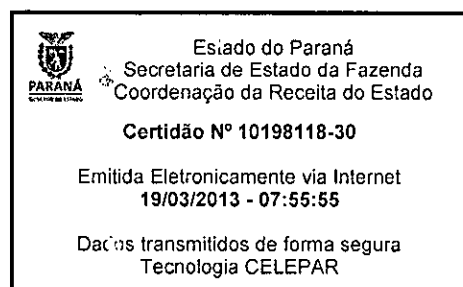 Estado do Paraná
Secretaria de Estado da Fazenda
PARANÁ
Coordenação da Receita do Estado
Certidão Nº 10198118-30
Emitida Eletronicamente via Internet
19/03/2013 - 07:55:55
Dados transmitidos de forma segura
Tecnologia CELEPAR